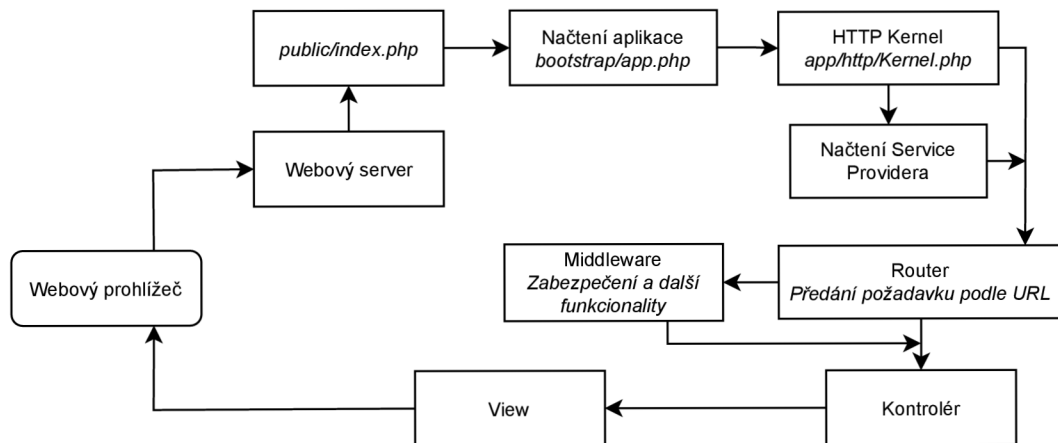 public/index.php
Načtení aplikace
bootstrap/app.php
HTTP Kernel
app/http/Kernel.php
Webový server
Načtení Service
Providera
Webový prohlížeč
Middleware
Zabezpečení a další
funkcionality
Router
Předání požadavku podle URL
View
Kontrolér